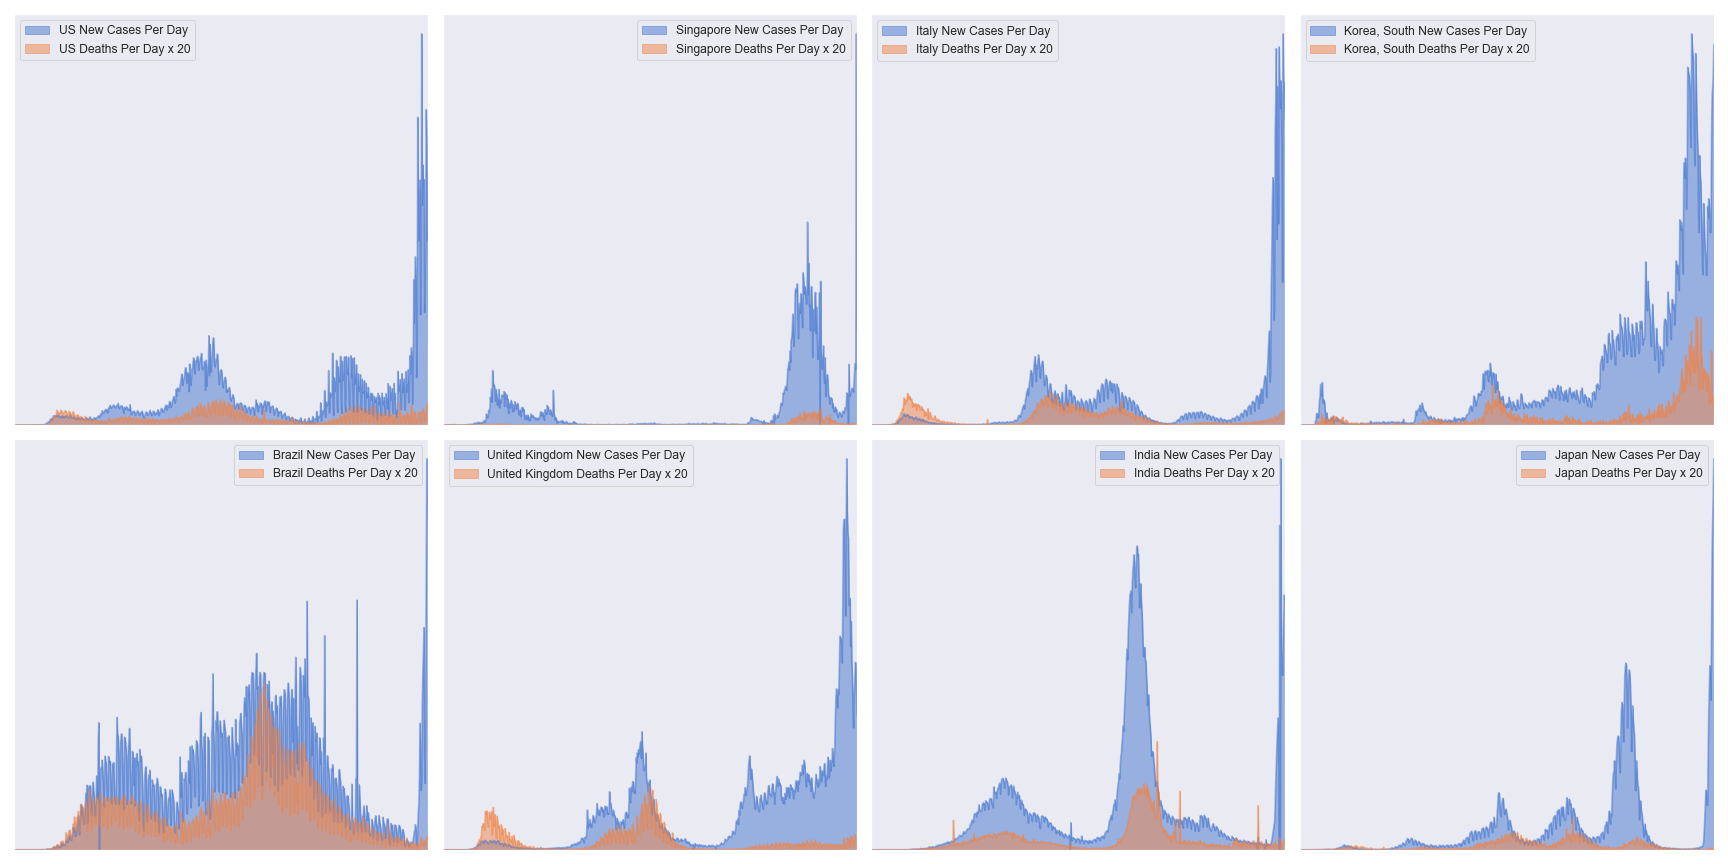 US New Cases Per Day
US Deaths Per Day x 20
Singapore New Cases Per Day
Singapore Deaths Per Day x 20
Italy New Cases Per Day
Italy Deaths Per Day x 20
Korea, South New Cases Per Day
Korea, South Deaths Per Day x 20
Brazil New Cases Per Day
Brazil Deaths Per Day x 20
United Kingdom New Cases Per Day
United Kingdom Deaths Per Day x 20
India New Cases Per Day
India Deaths Per Day x 20
Japan New Cases Per Day
Japan Deaths Per Day x 20